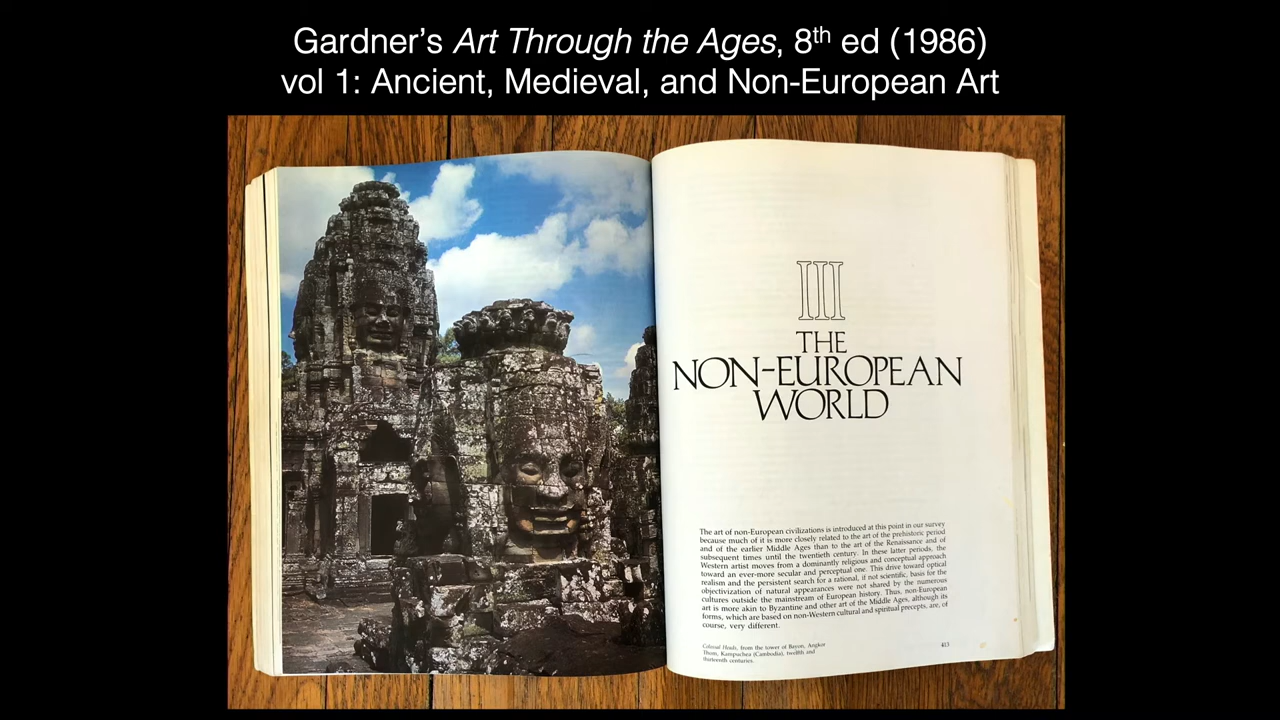 Gardner’s Art Through the Ages, 8th ed (1986)
vol 1: Ancient, Medieval, and Non-European Art
III
THE
NON-EUROPEAN
WORLD
The art of non-European civilizations is introduced at this point in our survey
because much of it is more closely related to the art of the prehistoric period
and of the earlier Middle Ages than to the art of the Renaissance and of
subsequent times until the twentieth century. In these latter periods, the
Western artist moves from a dominantly religious and conceptual approach
toward an ever-more secular and perceptual one. This drive toward optical
realism and the persistent search for a rational, if not scientific, basis for the
objectivization of natural appearances were not shared by the numerous
cultures outside the mainstream of European history. Thus, non-European
art is more akin to Byzantine and other art of the Middle Ages, although its
forms, which are based on non-Western cultural and spiritual precepts, are, of
course, very different.
Colossal Heads, from the tower of Bayon, Angkor
Thom, Kampuchea (Cambodia), twelfth and
thirteenth centuries.
413